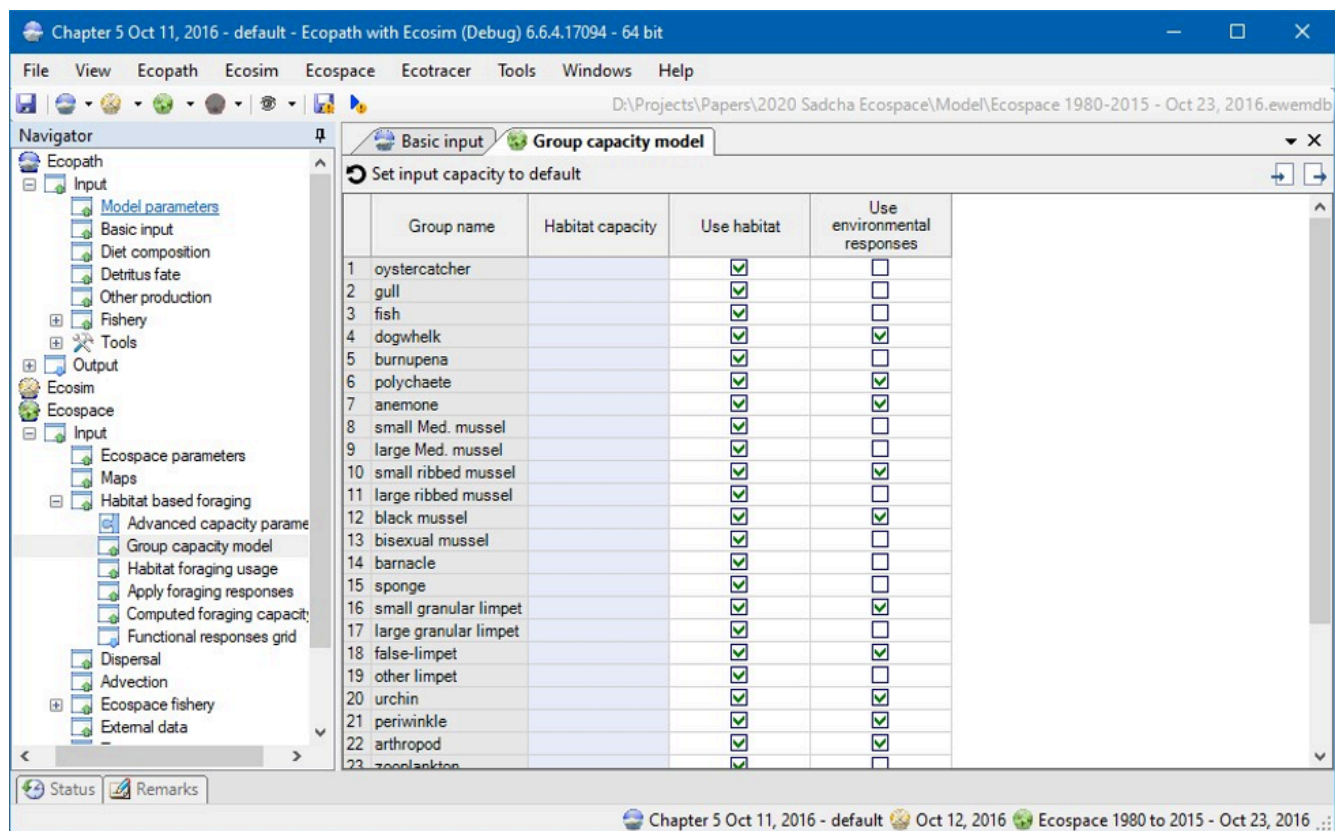 Chapter 5 Oct 11, 2016 - default - Ecopath with Ecosim (Debug) 6.6.4.17094 - 64 bit
File View Ecopath Ecosim Ecospace Ecotracer Tools Windows Help
D:\Projects\Papers\2020 Sadcha Ecospace\Model\Ecospace 1980-2015 - Oct 23, 2016.ewemdb
Navigator
Ecopath
Input
Model parameters
Basic input
Diet composition
Detritus fate
Other production
Fishery
Tools
Output
Ecosim
Ecospace
Input
Ecospace parameters
Maps
Habitat based foraging
Advanced capacity parame
Group capacity model
Habitat foraging usage
Apply foraging responses
Computed foraging capacity
Functional responses grid
Dispersal
Advection
Ecospace fishery
External data
Basic input Group capacity model
Set input capacity to default
Group name Habitat capacity Use habitat Use environmental responses
1 oystercatcher
2 gull
3 fish
4 dogwhelk
5 burnupena
6 polychaete
7 anemone
8 small Med. mussel
9 large Med. mussel
10 small ribbed mussel
11 large ribbed mussel
12 black mussel
13 bisexual mussel
14 barnacle
15 sponge
16 small granular limpet
17 large granular limpet
18 false-limpet
19 other limpet
20 urchin
21 periwinkle
22 arthropod
23 zooplankton
Status Remarks
Chapter 5 Oct 11, 2016 - default Oct 12, 2016 Ecospace 1980 to 2015 - Oct 23, 2016